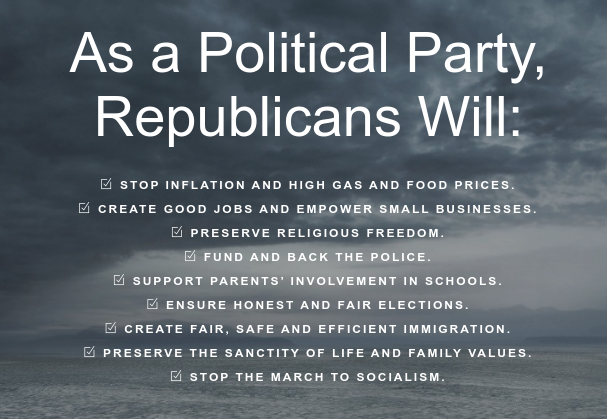 As a Political Party,
Republicans Will:
☑ STOP INFLATION AND HIGH GAS AND FOOD PRICES.
☑ CREATE GOOD JOBS AND EMPOWER SMALL BUSINESSES.
☑ PRESERVE RELIGIOUS FREEDOM.
☑ FUND AND BACK THE POLICE.
☑ SUPPORT PARENTS' INVOLVEMENT IN SCHOOLS.
☑ ENSURE HONEST AND FAIR ELECTIONS.
☑ CREATE FAIR, SAFE AND EFFICIENT IMMIGRATION.
☑ PRESERVE THE SANCTITY OF LIFE AND FAMILY VALUES.
☑ STOP THE MARCH TO SOCIALISM.